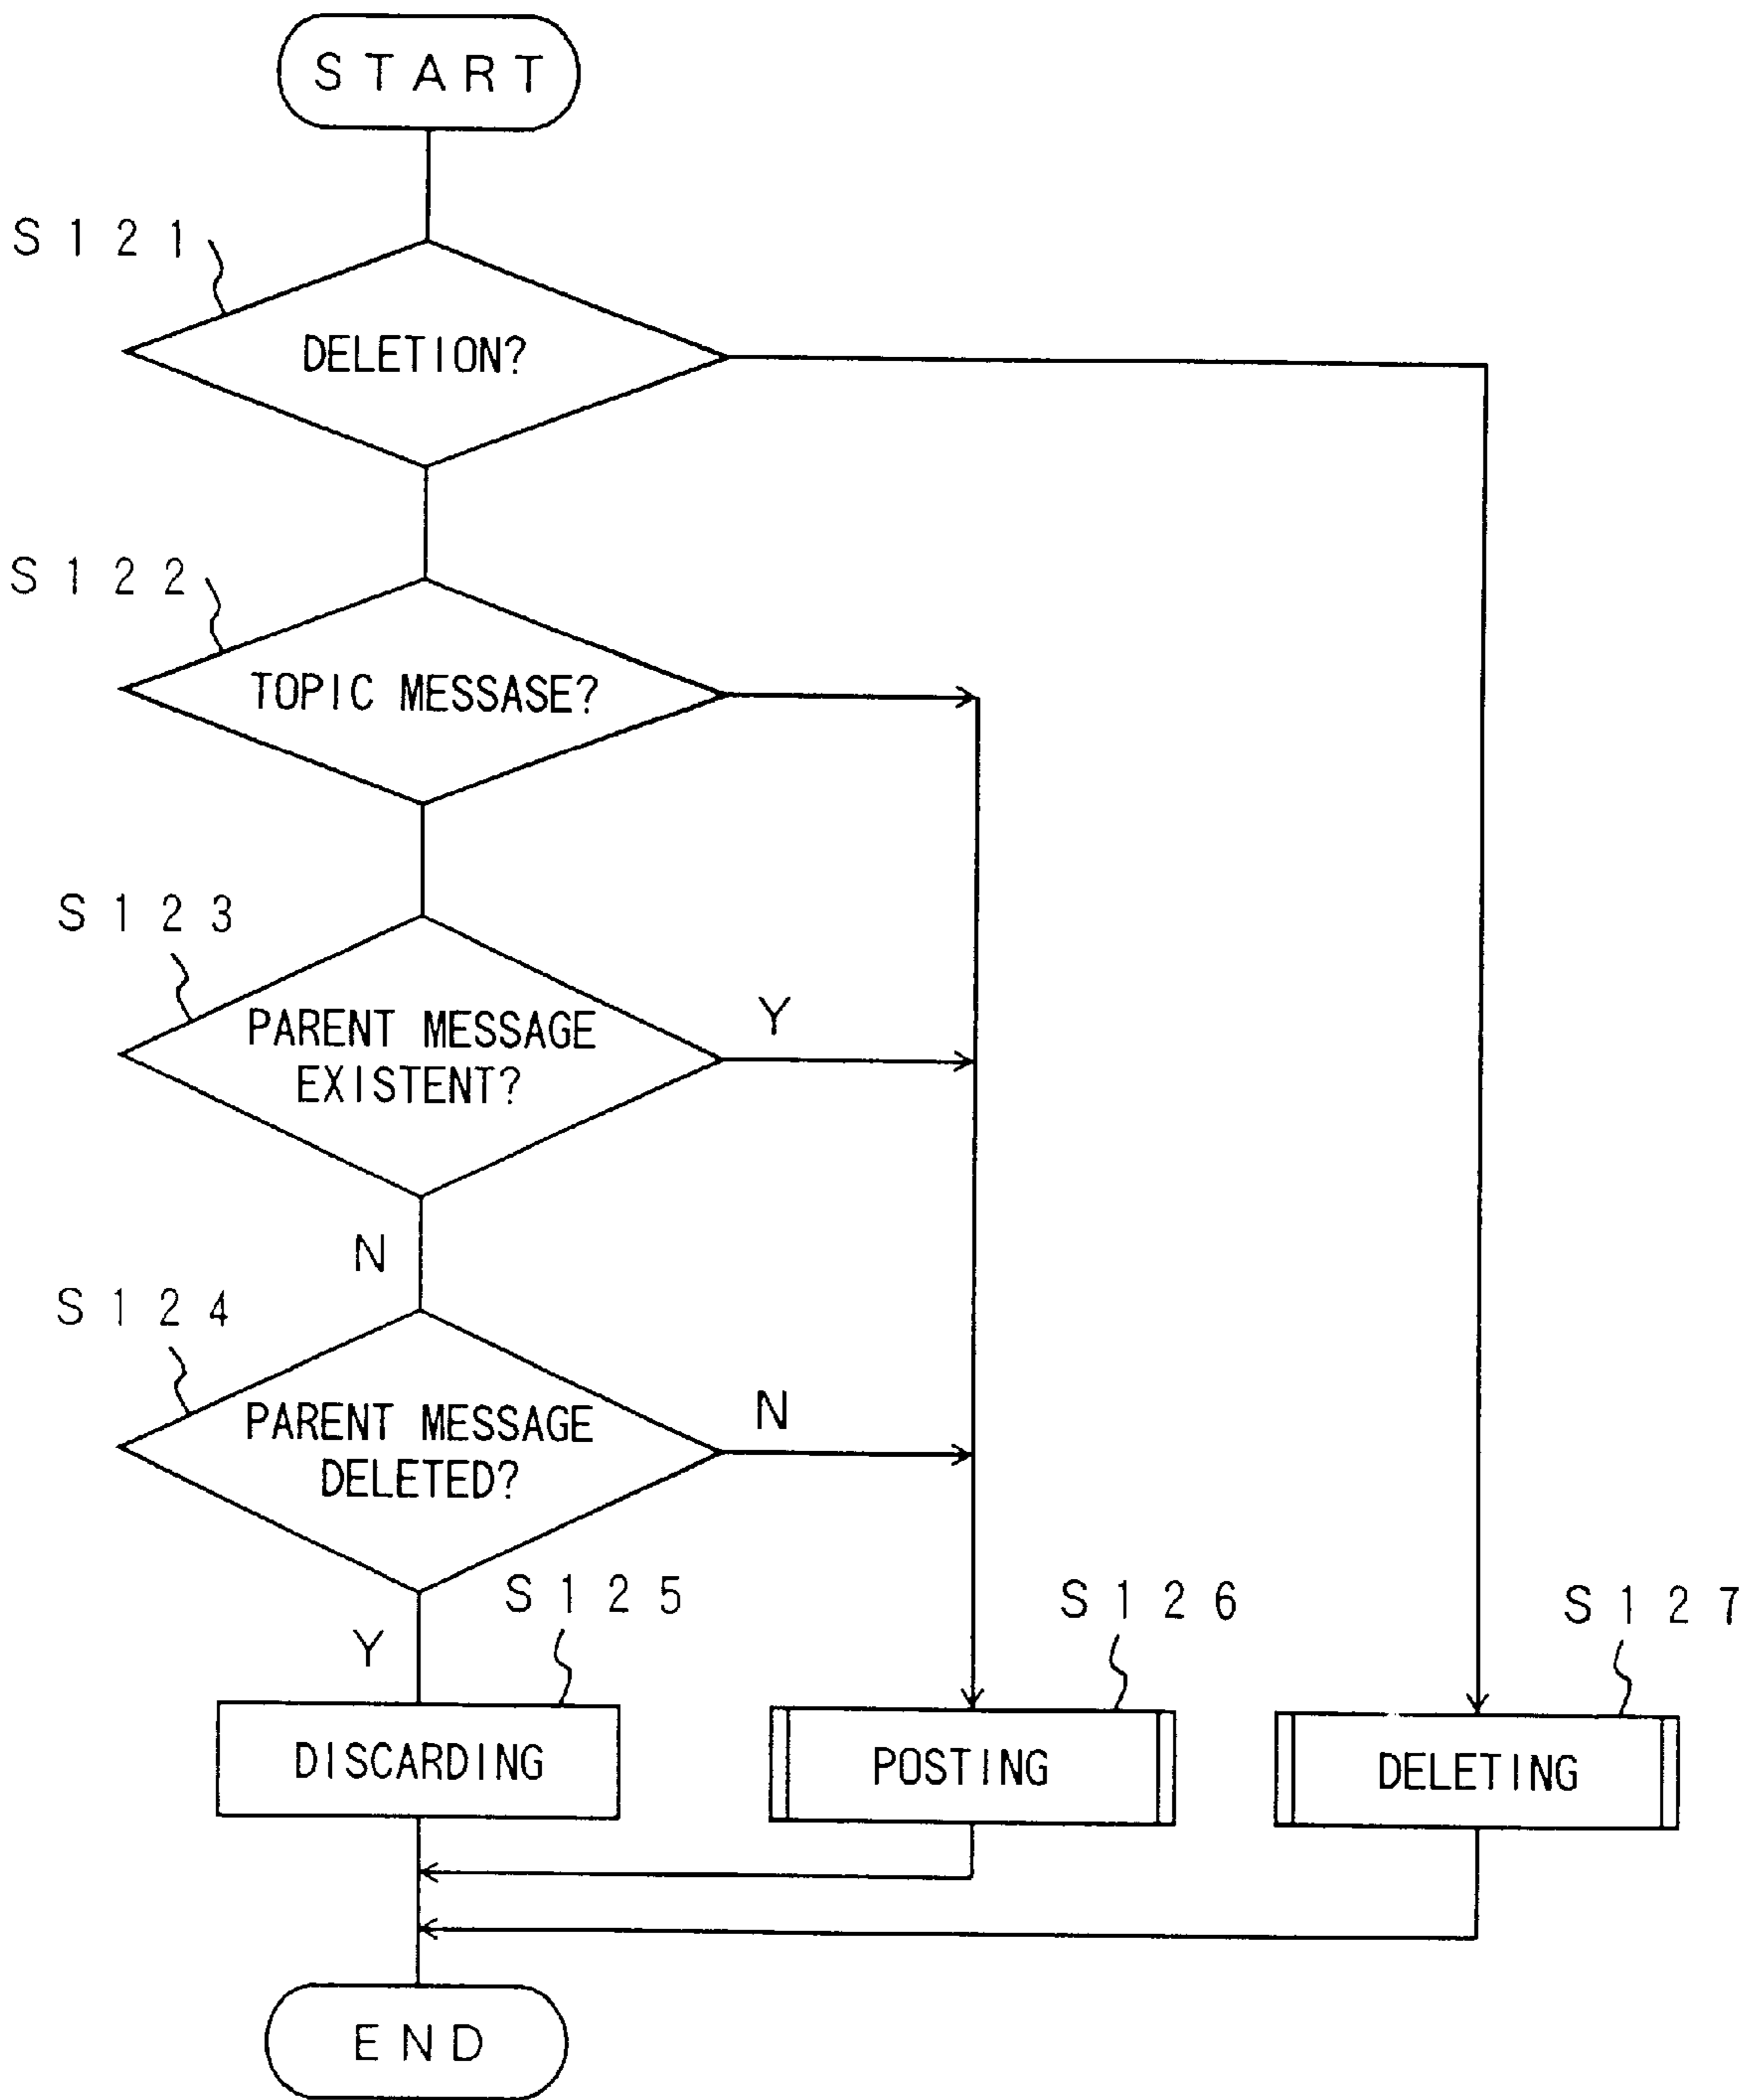 START
S121
DELETION?
S122
TOPIC MESSASE?
S123
PARENT MESSAGE
EXISTENT?
Y
N
S124
PARENT MESSAGE
DELETED?
N
Y
S125
S126
S127
DISCARDING
POSTING
DELETING
END